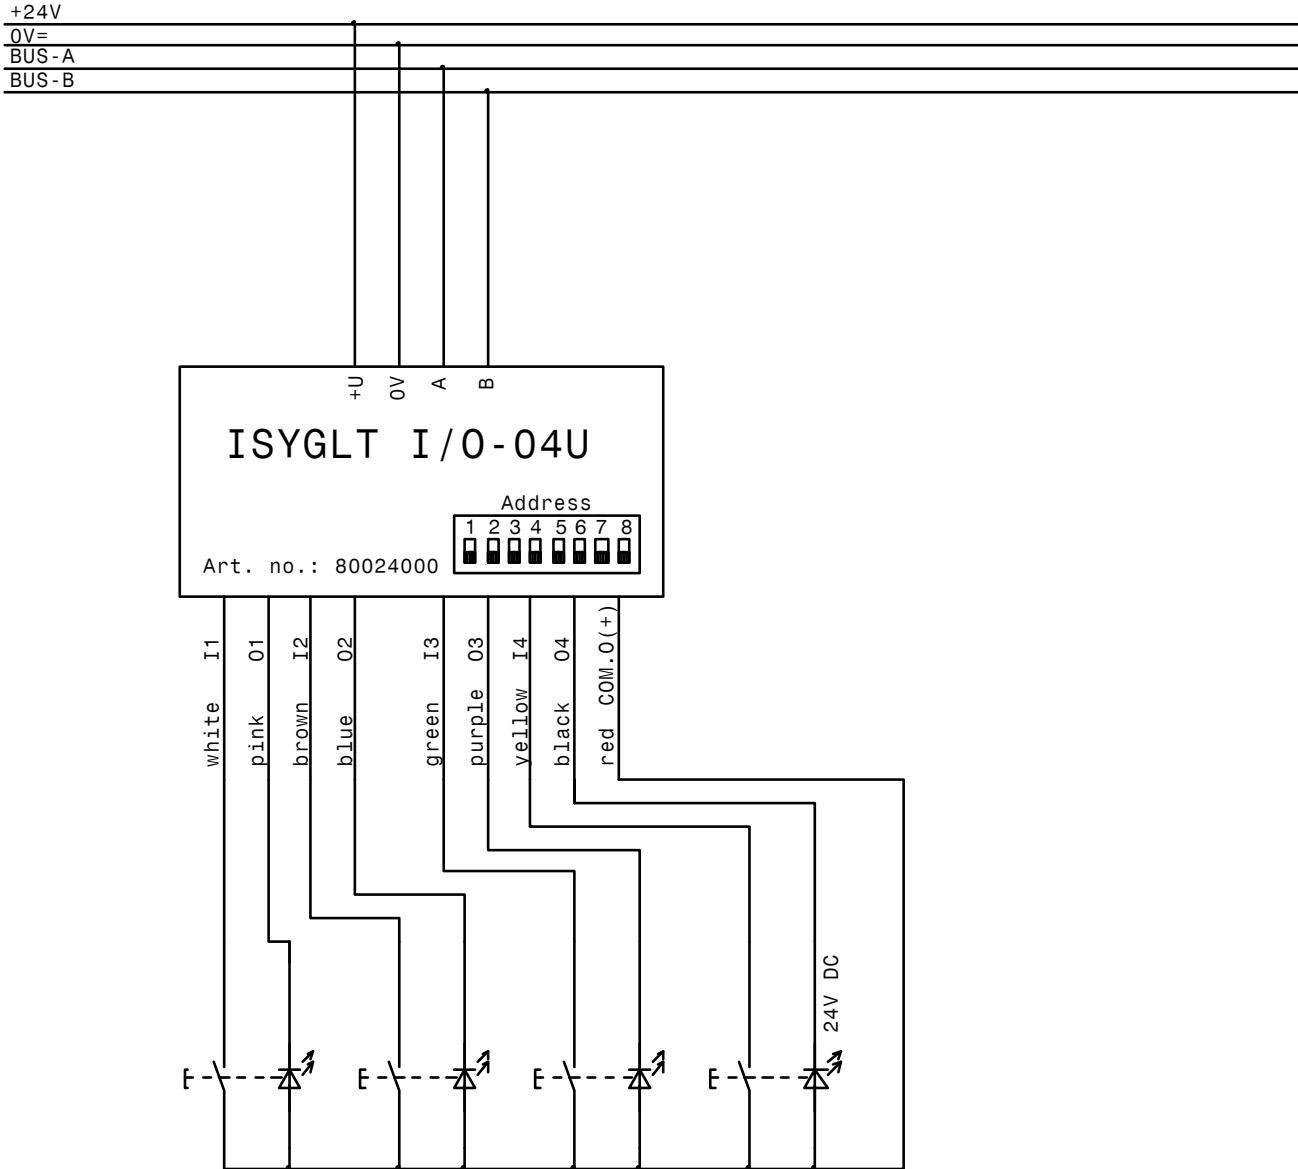 +24V
0V=
BUS-A
BUS-B
+U
0V
A
B
ISYGLT I/O-04U
Address
1 2 3 4 5 6 7 8
Art. no.: 80024000
white I1
pink O1
brown I2
blue O2
green I3
purple O3
yellow I4
black O4
red COM.O(+)
24V DC